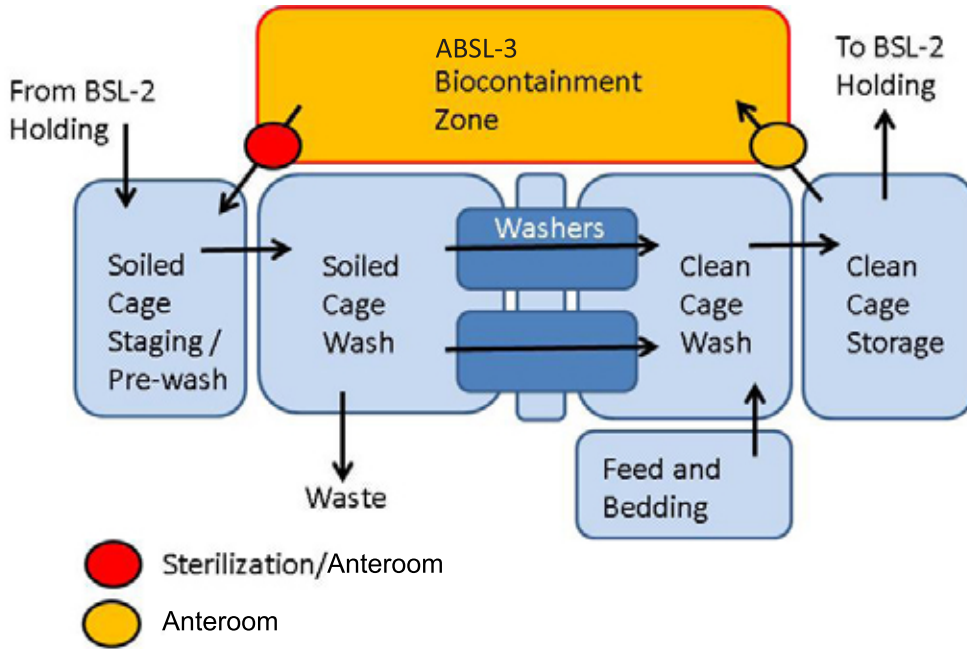 ABSL-3
Biocontainment
Zone
From BSL-2
Holding
To BSL-2
Holding
Soiled
Cage
Staging /
Pre-wash
Soiled
Cage
Wash
Washers
Clean
Cage
Wash
Clean
Cage
Storage
Waste
Feed and
Bedding
Sterilization/Anteroom
Anteroom